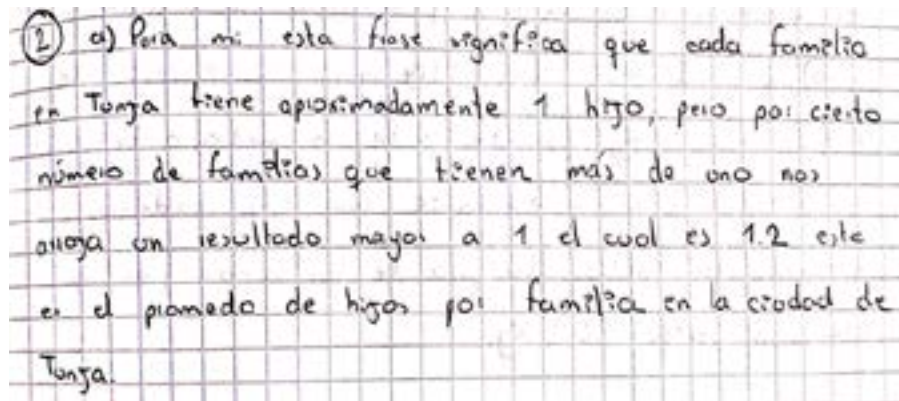 2) a) Para mi esta frase significa que cada familia
en Tunja tiene aproximadamente 1 hijo, pero por cierto
número de familias que tienen más de uno nos
arroja un resultado mayor a 1 el cual es 1.2 este
es el promedo de hijos por familia en la ciudad de
Tunja.